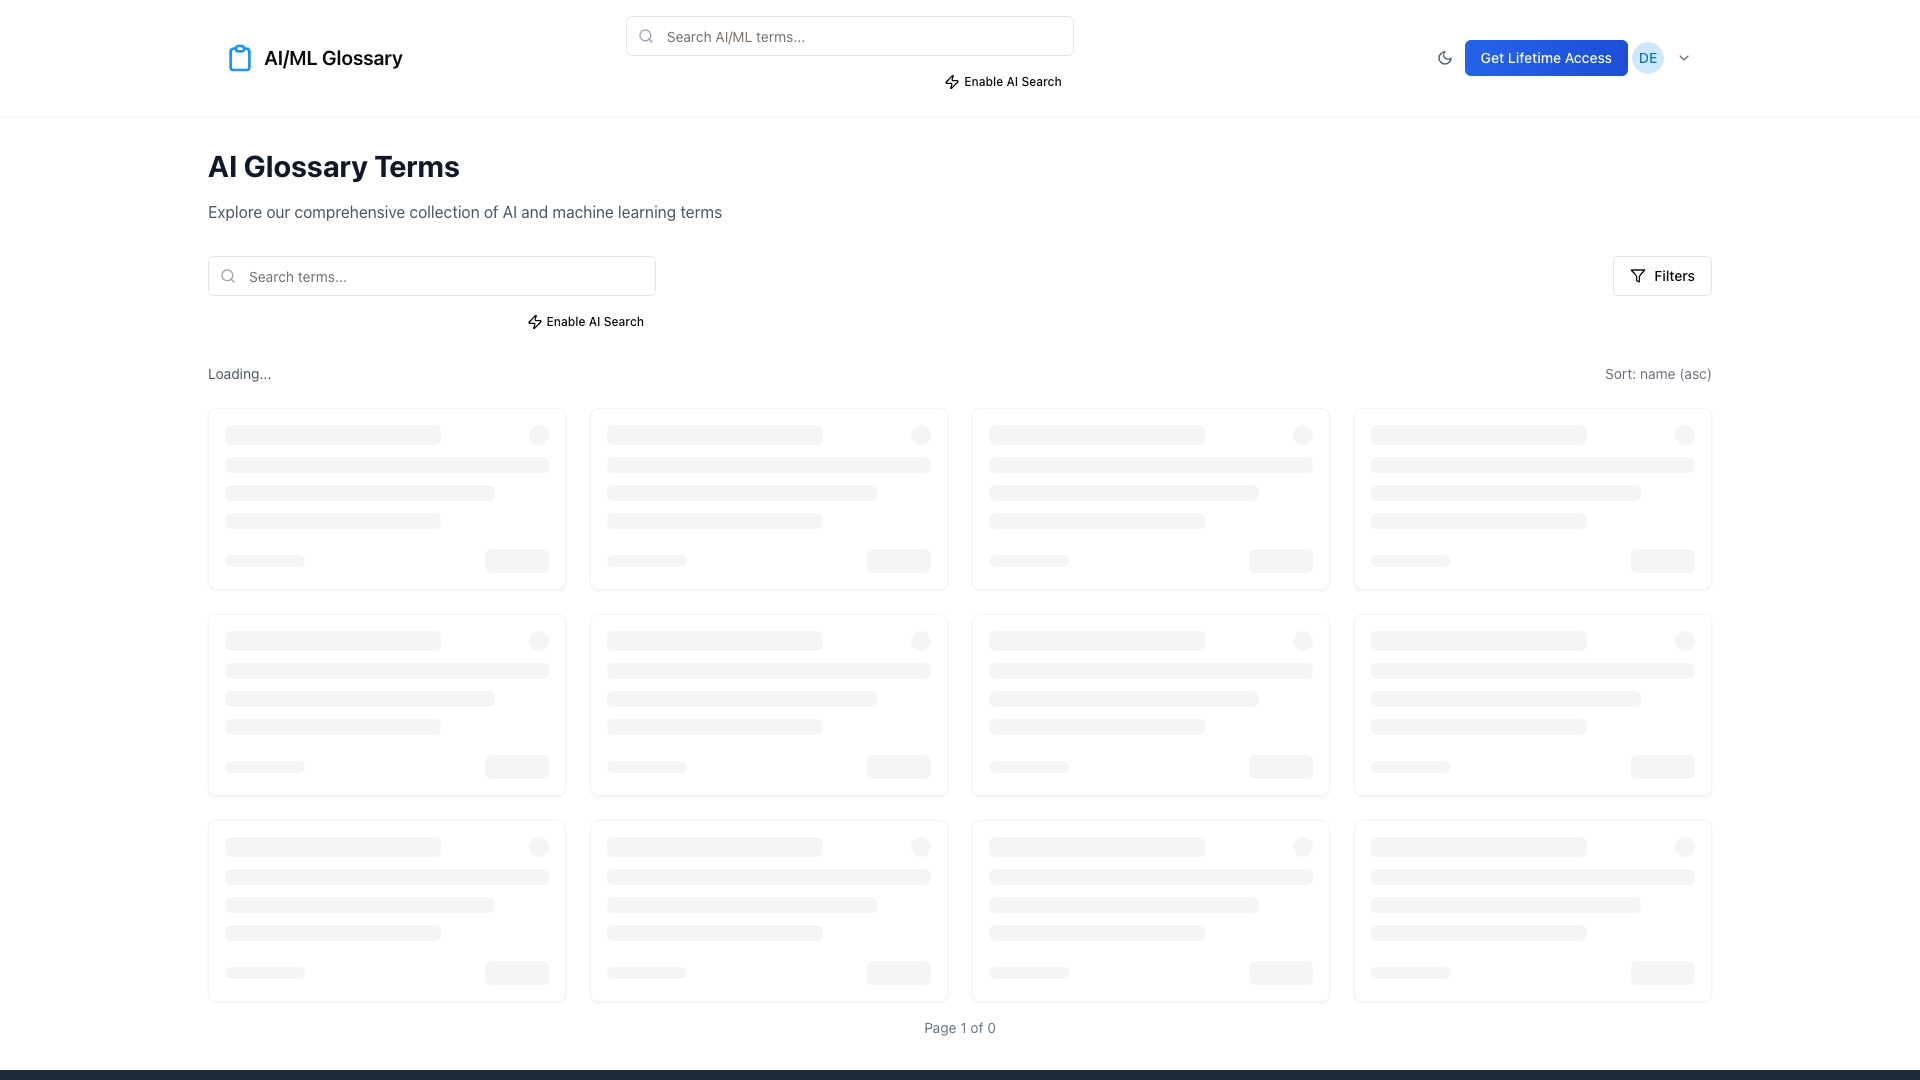 AI/ML Glossary
Search AI/ML terms...
Enable AI Search
Get Lifetime Access
DE
AI Glossary Terms
Explore our comprehensive collection of AI and machine learning terms
Search terms...
Filters
Enable AI Search
Loading...
Sort: name (asc)
Page 1 of 0